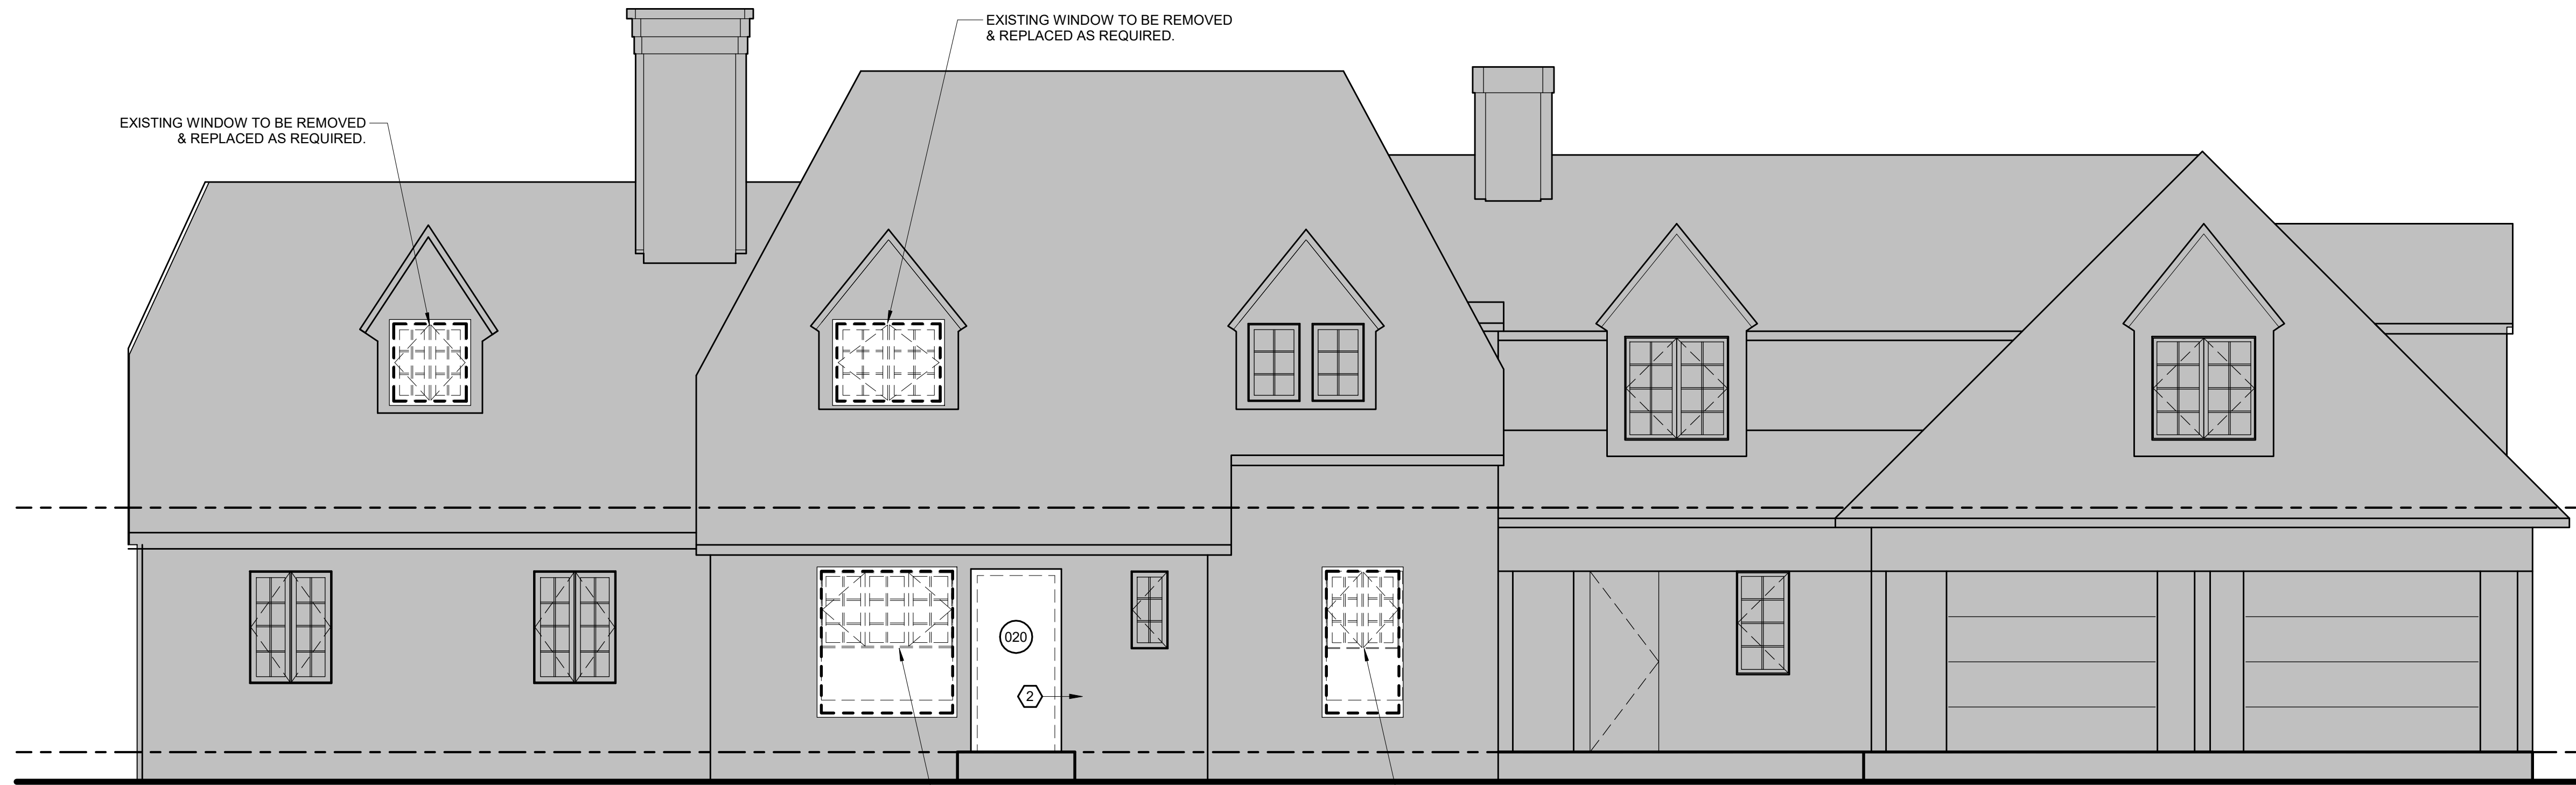 EXISTING WINDOW TO BE REMOVED
& REPLACED AS REQUIRED.
EXISTING WINDOW TO BE REMOVED
& REPLACED AS REQUIRED.
020
2